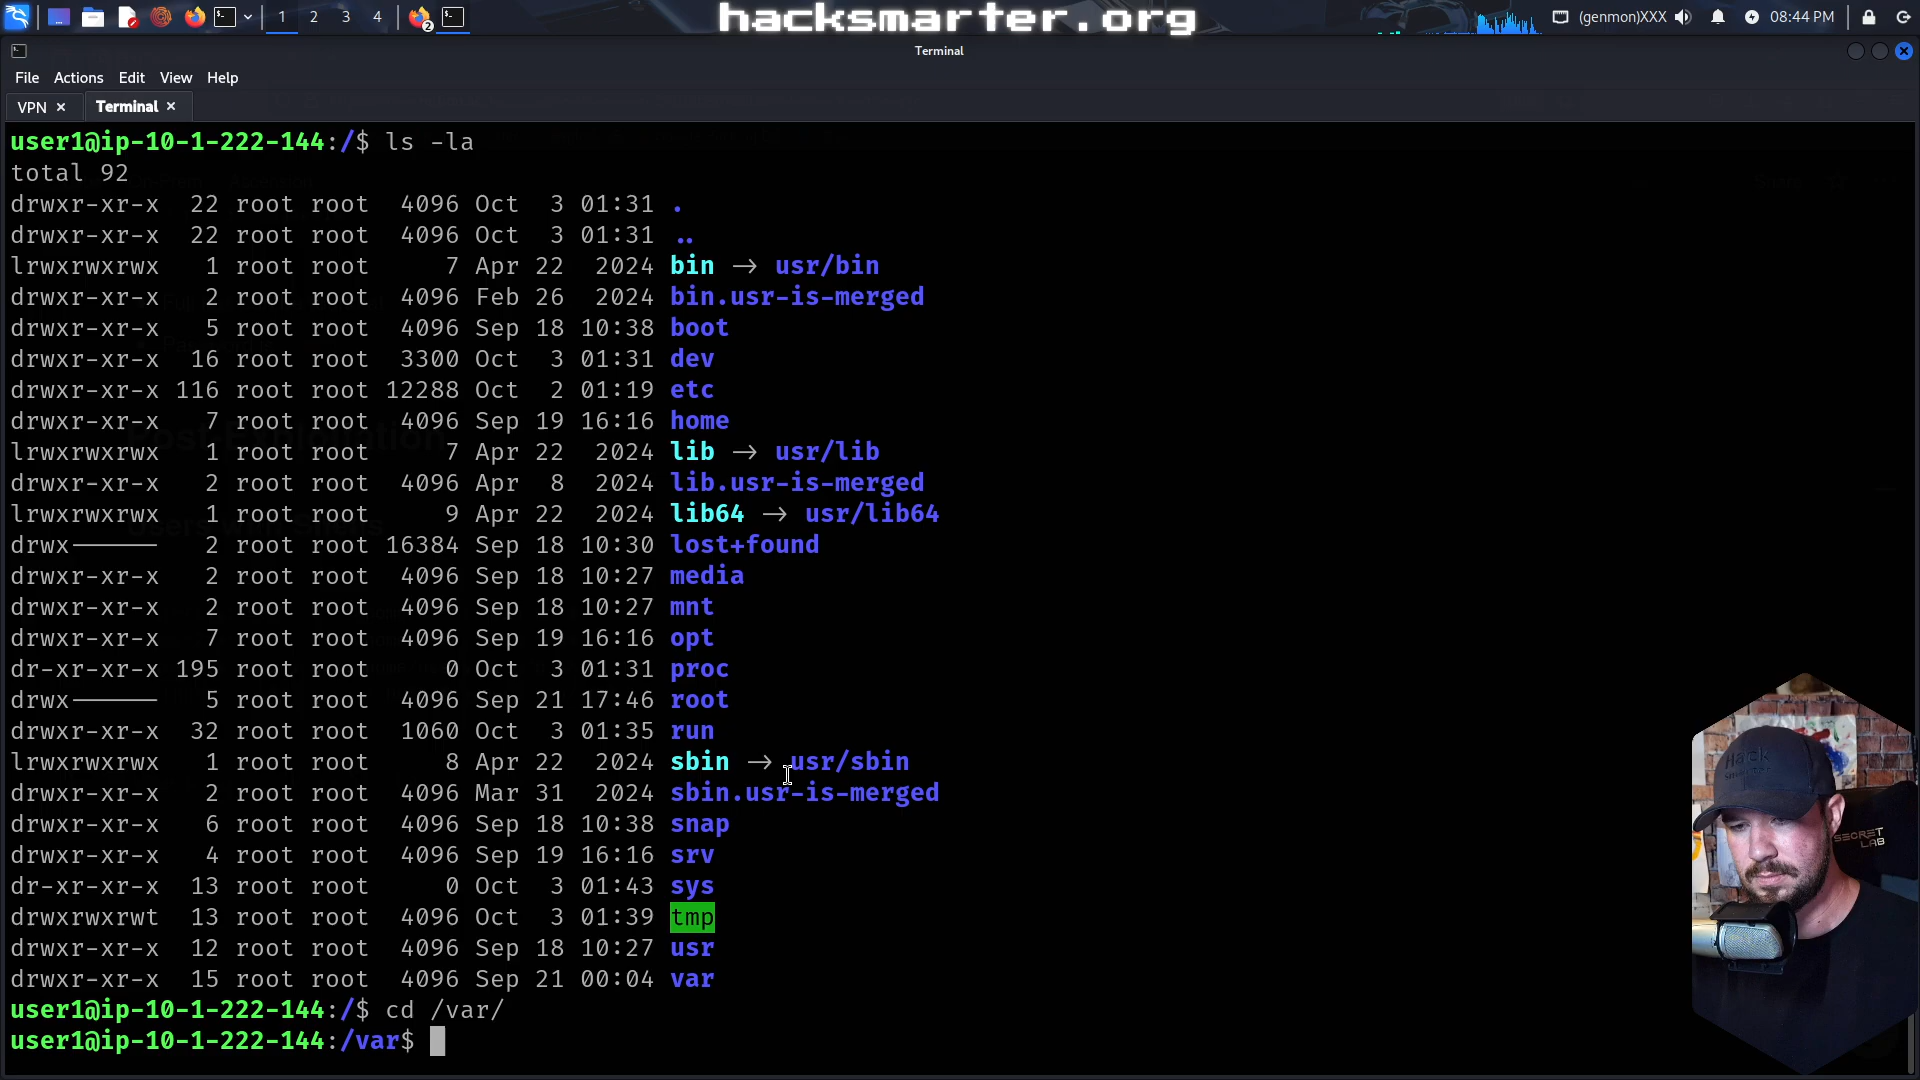 1 2 3 4 2 hacksmarter.org (genmon)XXX 08:44 PM
Terminal
File Actions Edit View Help
VPN × Terminal ×
user1@ip-10-1-222-144:/$ ls -la
total 92
drwxr-xr-x 22 root root 4096 Oct 3 01:31 .
drwxr-xr-x 22 root root 4096 Oct 3 01:31 ..
lrwxrwxrwx 1 root root 7 Apr 22 2024 bin -> usr/bin
drwxr-xr-x 2 root root 4096 Feb 26 2024 bin.usr-is-merged
drwxr-xr-x 5 root root 4096 Sep 18 10:38 boot
drwxr-xr-x 16 root root 3300 Oct 3 01:31 dev
drwxr-xr-x 116 root root 12288 Oct 2 01:19 etc
drwxr-xr-x 7 root root 4096 Sep 19 16:16 home
lrwxrwxrwx 1 root root 7 Apr 22 2024 lib -> usr/lib
drwxr-xr-x 2 root root 4096 Apr 8 2024 lib.usr-is-merged
lrwxrwxrwx 1 root root 9 Apr 22 2024 lib64 -> usr/lib64
drwx------ 2 root root 16384 Sep 18 10:30 lost+found
drwxr-xr-x 2 root root 4096 Sep 18 10:27 media
drwxr-xr-x 2 root root 4096 Sep 18 10:27 mnt
drwxr-xr-x 7 root root 4096 Sep 19 16:16 opt
dr-xr-xr-x 195 root root 0 Oct 3 01:31 proc
drwx------ 5 root root 4096 Sep 21 17:46 root
drwxr-xr-x 32 root root 1060 Oct 3 01:35 run
lrwxrwxrwx 1 root root 8 Apr 22 2024 sbin -> usr/sbin
drwxr-xr-x 2 root root 4096 Mar 31 2024 sbin.usr-is-merged
drwxr-xr-x 6 root root 4096 Sep 18 10:38 snap
drwxr-xr-x 4 root root 4096 Sep 19 16:16 srv
dr-xr-xr-x 13 root root 0 Oct 3 01:43 sys
drwxrwxrwt 13 root root 4096 Oct 3 01:39 tmp
drwxr-xr-x 12 root root 4096 Sep 18 10:27 usr
drwxr-xr-x 15 root root 4096 Sep 21 00:04 var
user1@ip-10-1-222-144:/$ cd /var/
user1@ip-10-1-222-144:/var$
Hack
SECRET
LAB